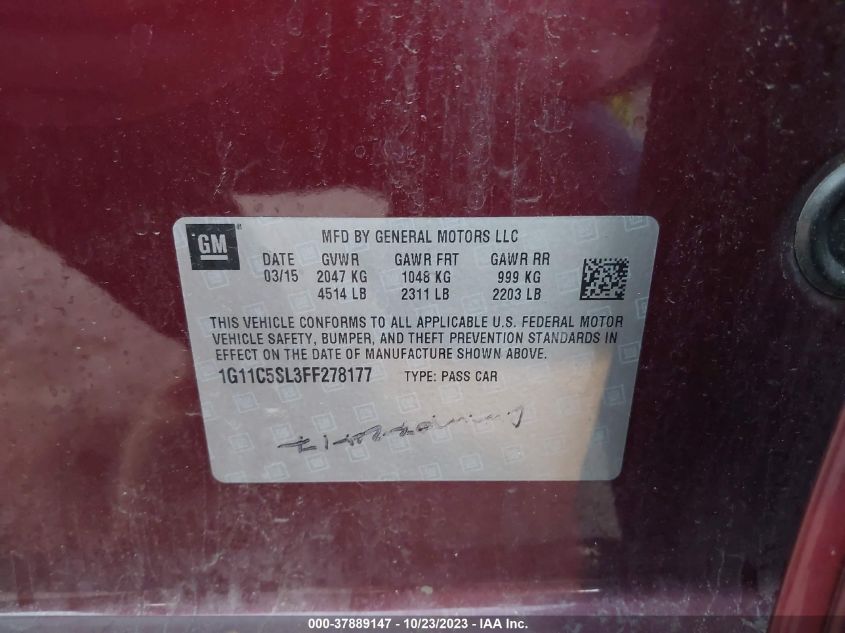 GM
MFD BY GENERAL MOTORS LLC
DATE GVWR GAWR FRT GAWR RR
03/15 2047 KG 1048 KG 999 KG
4514 LB 2311 LB 2203 LB
THIS VEHICLE CONFORMS TO ALL APPLICABLE U.S. FEDERAL MOTOR
VEHICLE SAFETY, BUMPER, AND THEFT PREVENTION STANDARDS IN
EFFECT ON THE DATE OF MANUFACTURE SHOWN ABOVE.
1G11C5SL3FF278177 TYPE: PASS CAR
000-37889147 - 10/23/2023 - IAA Inc.